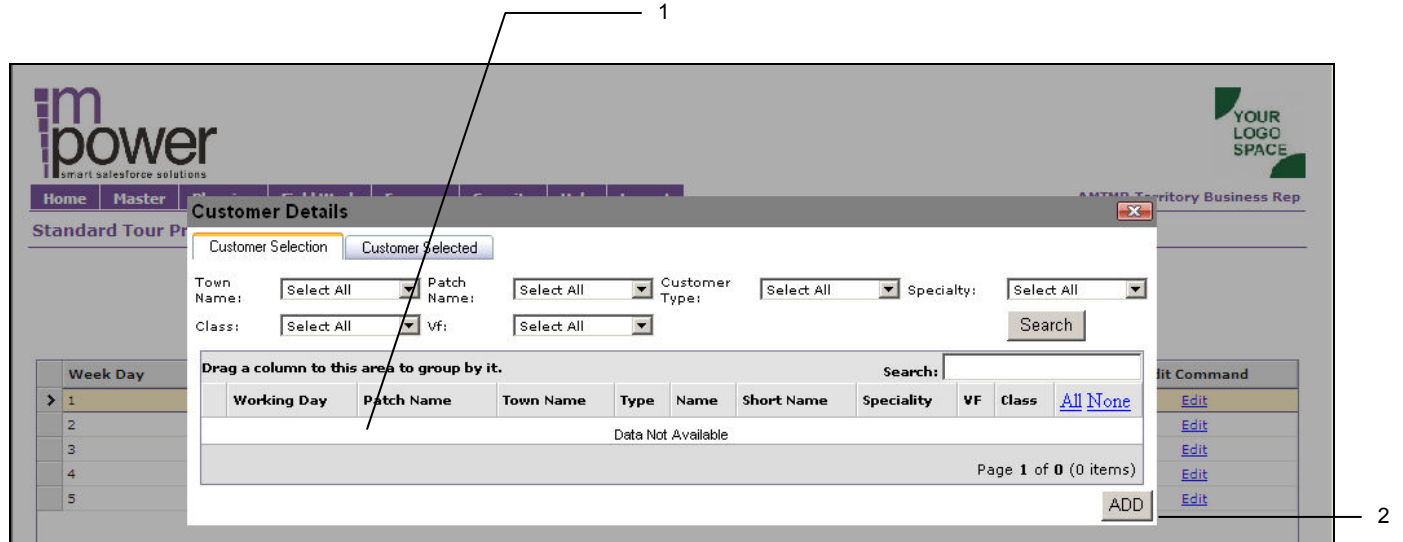 1
m
power
smart salesforce solutions
YOUR
LOGO
SPACE
Home Master
Territory Business Rep
Standard Tour
Customer Details
Customer Selection Customer Selected
Town Name: Select All Patch Name: Select All Customer Type: Select All Specialty: Select All
Class: Select All Vf: Select All Search
Drag a column to this area to group by it. Search:
Week Day Working Day Patch Name Town Name Type Name Short Name Speciality VF Class All None Edit Command
1 Edit
Data Not Available
2 Edit
3 Edit
Page 1 of 0 (0 items)
4 Edit
5 Edit
ADD
2